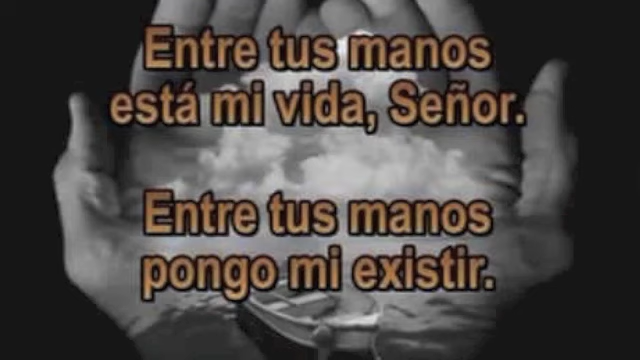 Entre tus manos
está mi vida, Señor.
Entre tus manos
pongo mi existir.